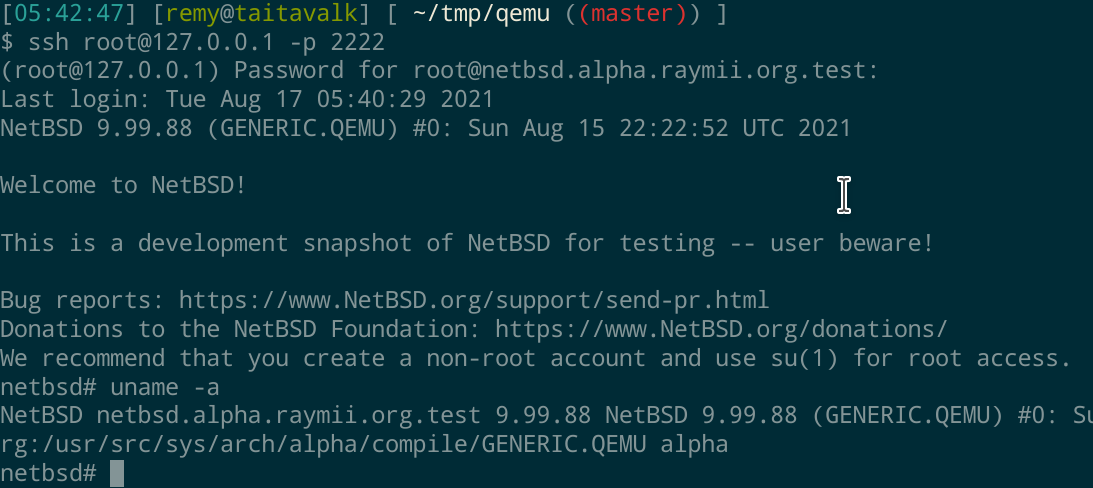 [05:42:47] [remy@taitavalk] [ ~/tmp/qemu ((master)) ]
$ ssh root@127.0.0.1 -p 2222
(root@127.0.0.1) Password for root@netbsd.alpha.raymii.org.test:
Last login: Tue Aug 17 05:40:29 2021
NetBSD 9.99.88 (GENERIC.QEMU) #0: Sun Aug 15 22:22:52 UTC 2021
Welcome to NetBSD!
This is a development snapshot of NetBSD for testing -- user beware!
Bug reports: https://www.NetBSD.org/support/send-pr.html
Donations to the NetBSD Foundation: https://www.NetBSD.org/donations/
We recommend that you create a non-root account and use su(1) for root access.
netbsd# uname -a
NetBSD netbsd.alpha.raymii.org.test 9.99.88 NetBSD 9.99.88 (GENERIC.QEMU) #0: Su
rg:/usr/src/sys/arch/alpha/compile/GENERIC.QEMU alpha
netbsd#